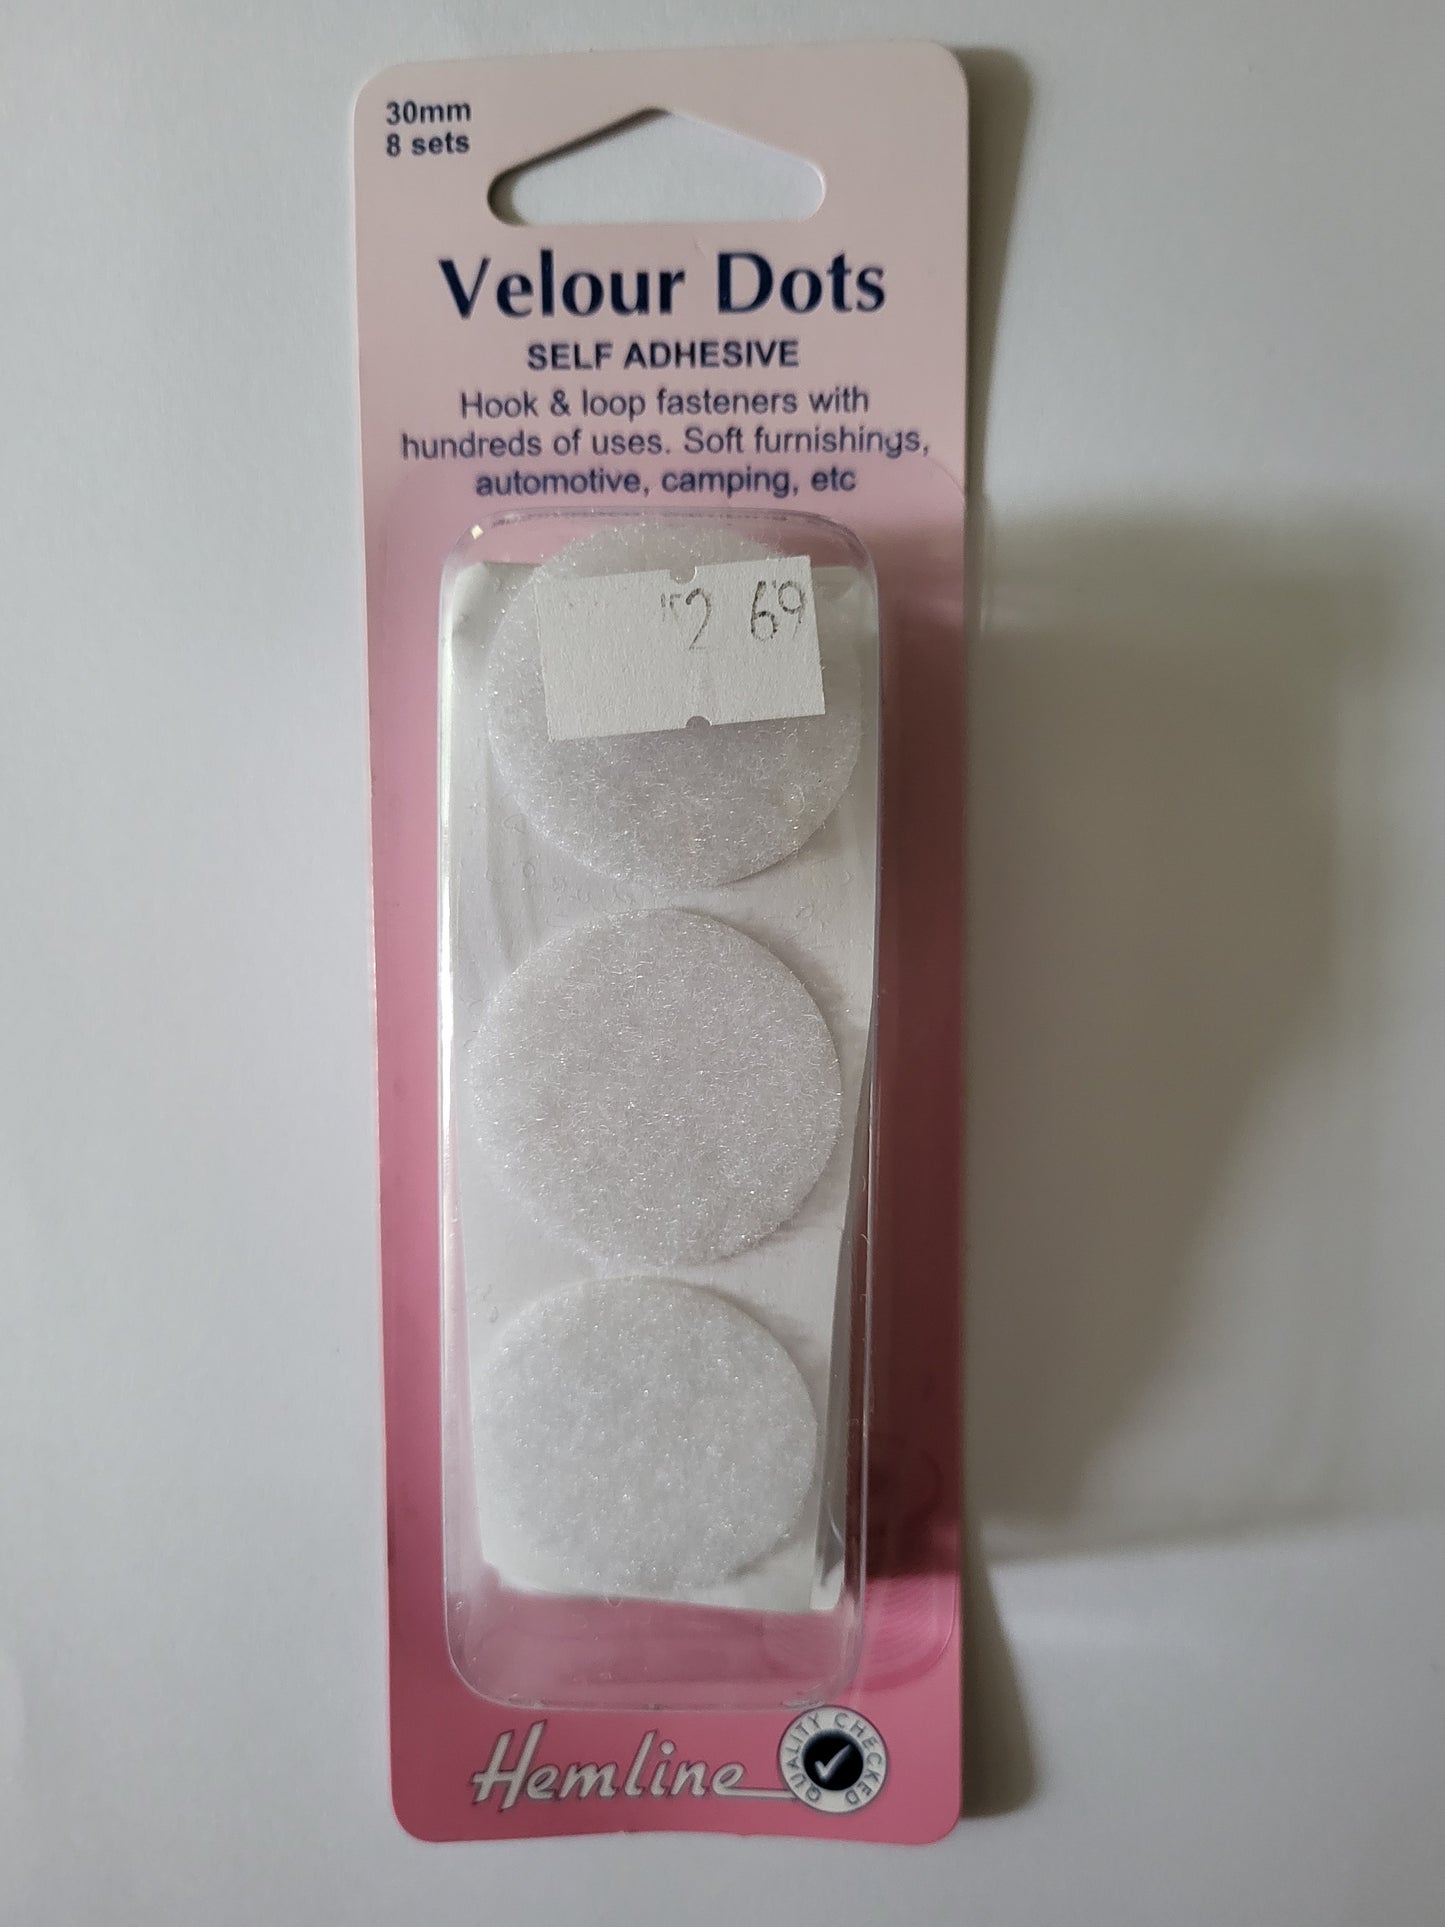 30mm
8 sets
Velour Dots
SELF ADHESIVE
Hook & loop fasteners with
hundreds of uses. Soft furnishings,
automotive, camping, etc
2 69
Hemline
QUALITY CHECKED